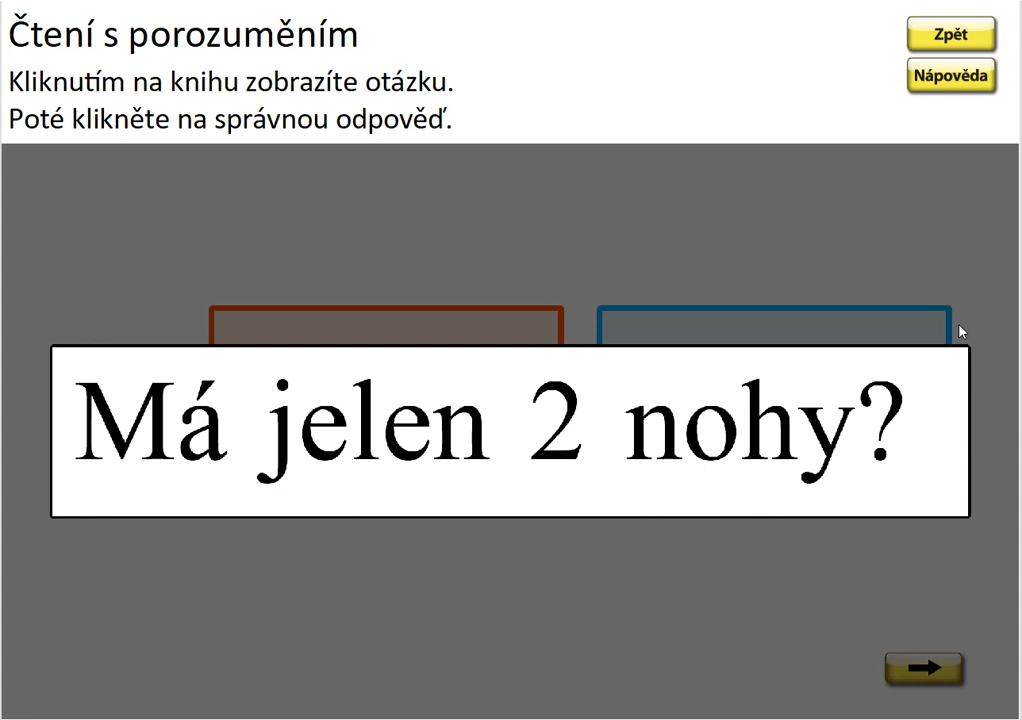 Čtení s porozuměním
Zpět
Kliknutím na knihu zobrazíte otázku.
Nápověda
Poté klikněte na správnou odpověď.
Má jelen 2 nohy?